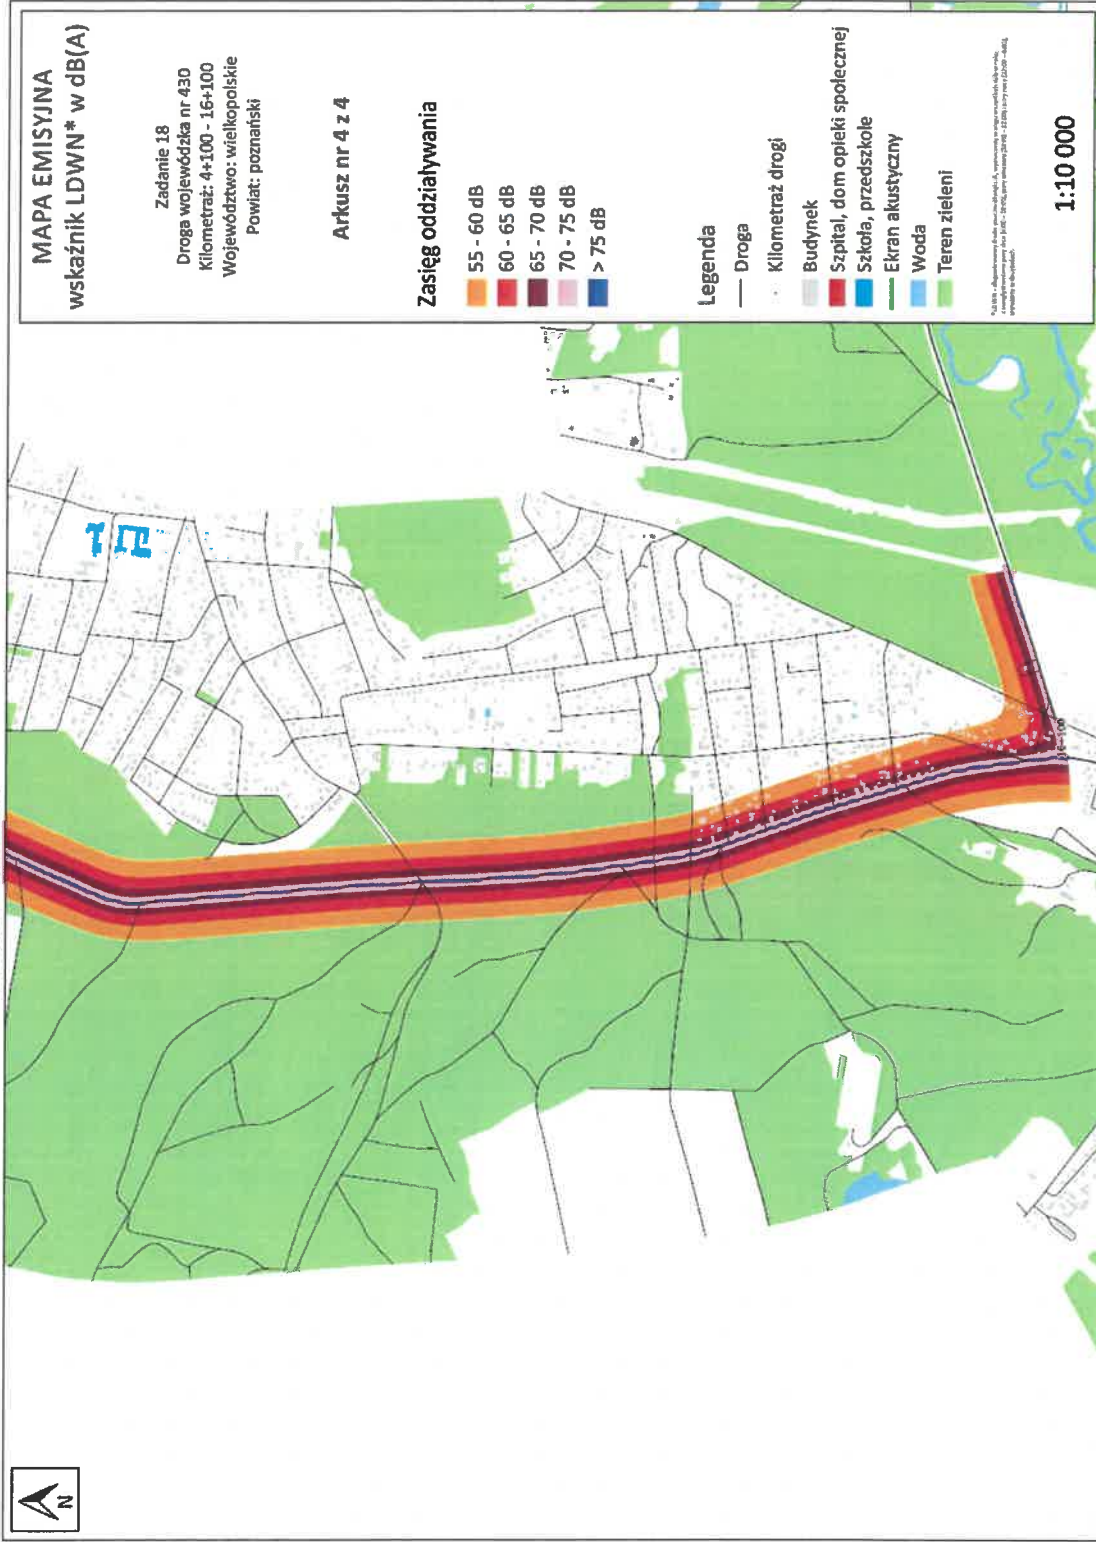 MAPA EMISYJNA
wskaźnik LDWN* w dB(A)
Zadanie 18
Droga wojewódzka nr 430
Kilometraż: 4+100 - 16+100
Województwo: wielkopolskie
Powiat: poznański
Arkusz nr 4 z 4
Zasięg oddziaływania
55 - 60 dB
60 - 65 dB
65 - 70 dB
70 - 75 dB
> 75 dB
Legenda
Droga
Kilometraż drogi
Budynek
Szpital, dom opieki społecznej
Szkoła, przedszkole
Ekran akustyczny
Woda
Teren zieleni
1:10 000
N